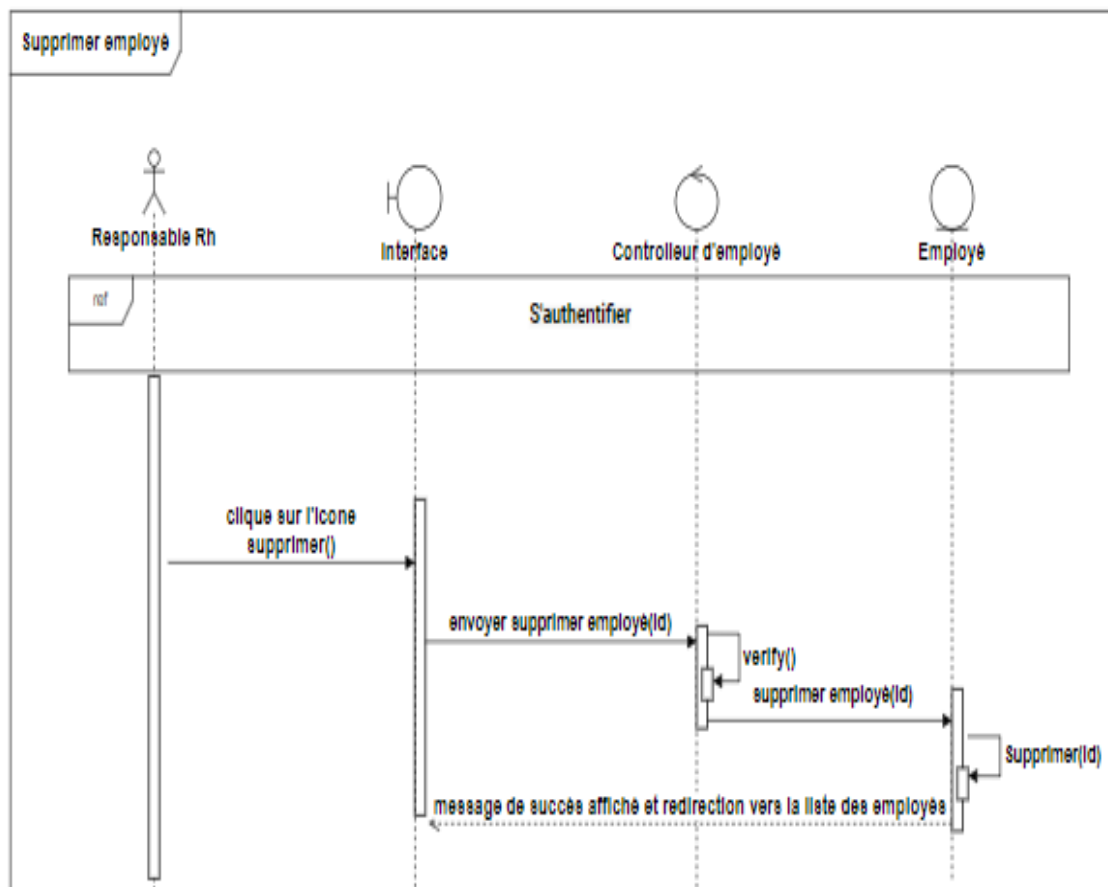 Supprimer employé
Responsable Rh
Interface
Controlleur d'employé
Employé
ref
S'authentifier
clique sur l'icone
supprimer()
envoyer supprimer employé(id)
verify()
supprimer employé(id)
Supprimer(id)
message de succès affiché et redirection vers la liste des employés